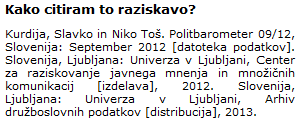 Kako citiram to raziskavo?
Kurdija, Slavko in Niko Toš. Politbarometer 09/12,
Slovenija: September 2012 [datoteka podatkov].
Slovenija, Ljubljana: Univerza v Ljubljani, Center
za raziskovanje javnega mnenja in množičnih
komunikacij [izdelava], 2012. Slovenija,
Ljubljana: Univerza v Ljubljani, Arhiv
družboslovnih podatkov [distribucija], 2013.